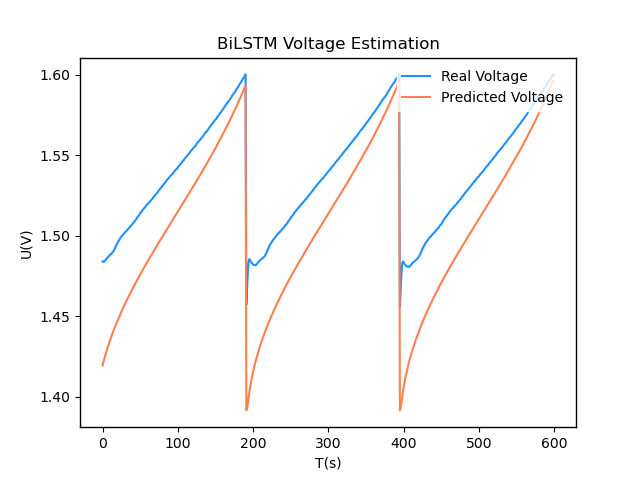 BiLSTM Voltage Estimation
Real Voltage
Predicted Voltage
1.60
1.55
1.50
1.45
1.40
U(V)
0 100 200 300 400 500 600
T(s)